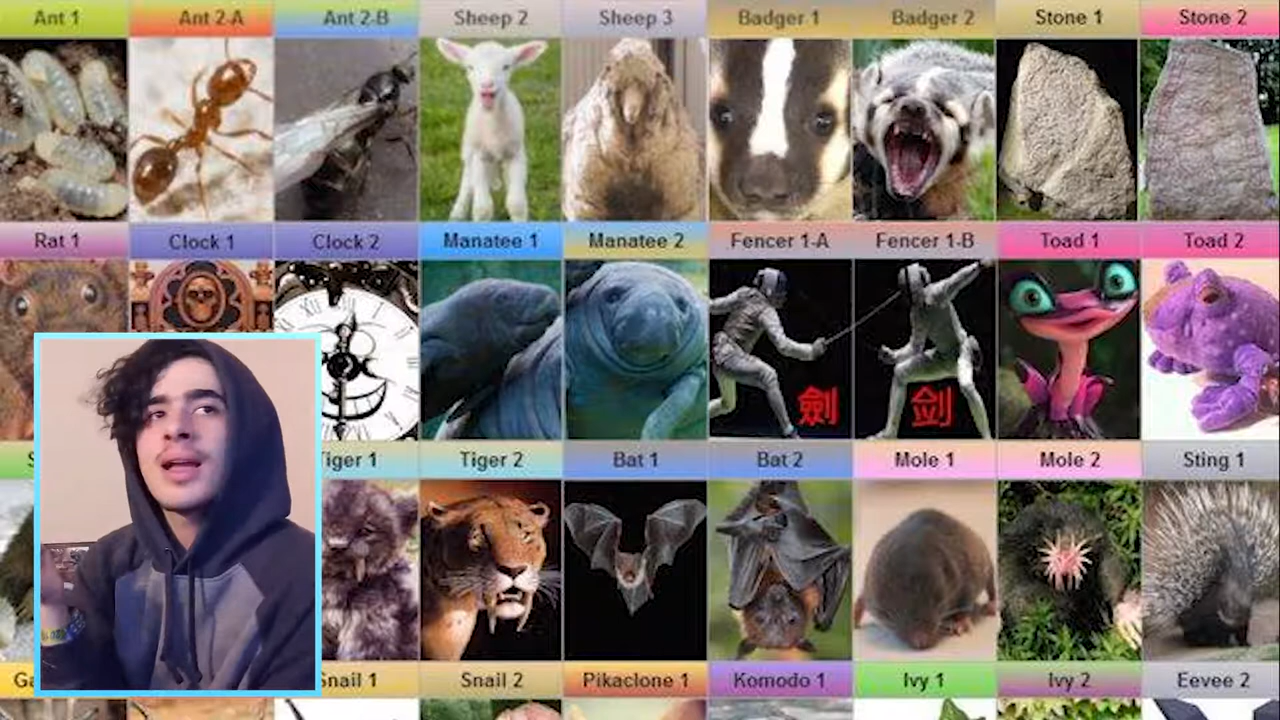 Ant 1 Ant 2-A Ant 2-B Sheep 2 Sheep 3 Badger 1 Badger 2 Stone 1 Stone 2
Rat 1 Clock 1 Clock 2 Manatee 1 Manatee 2 Fencer 1-A Fencer 1-B Toad 1 Toad 2
劍 剑
Tiger 1 Tiger 2 Bat 1 Bat 2 Mole 1 Mole 2 Sting 1
Snail 1 Snail 2 Pikaclone 1 Komodo 1 Ivy 1 Ivy 2 Eevee 2